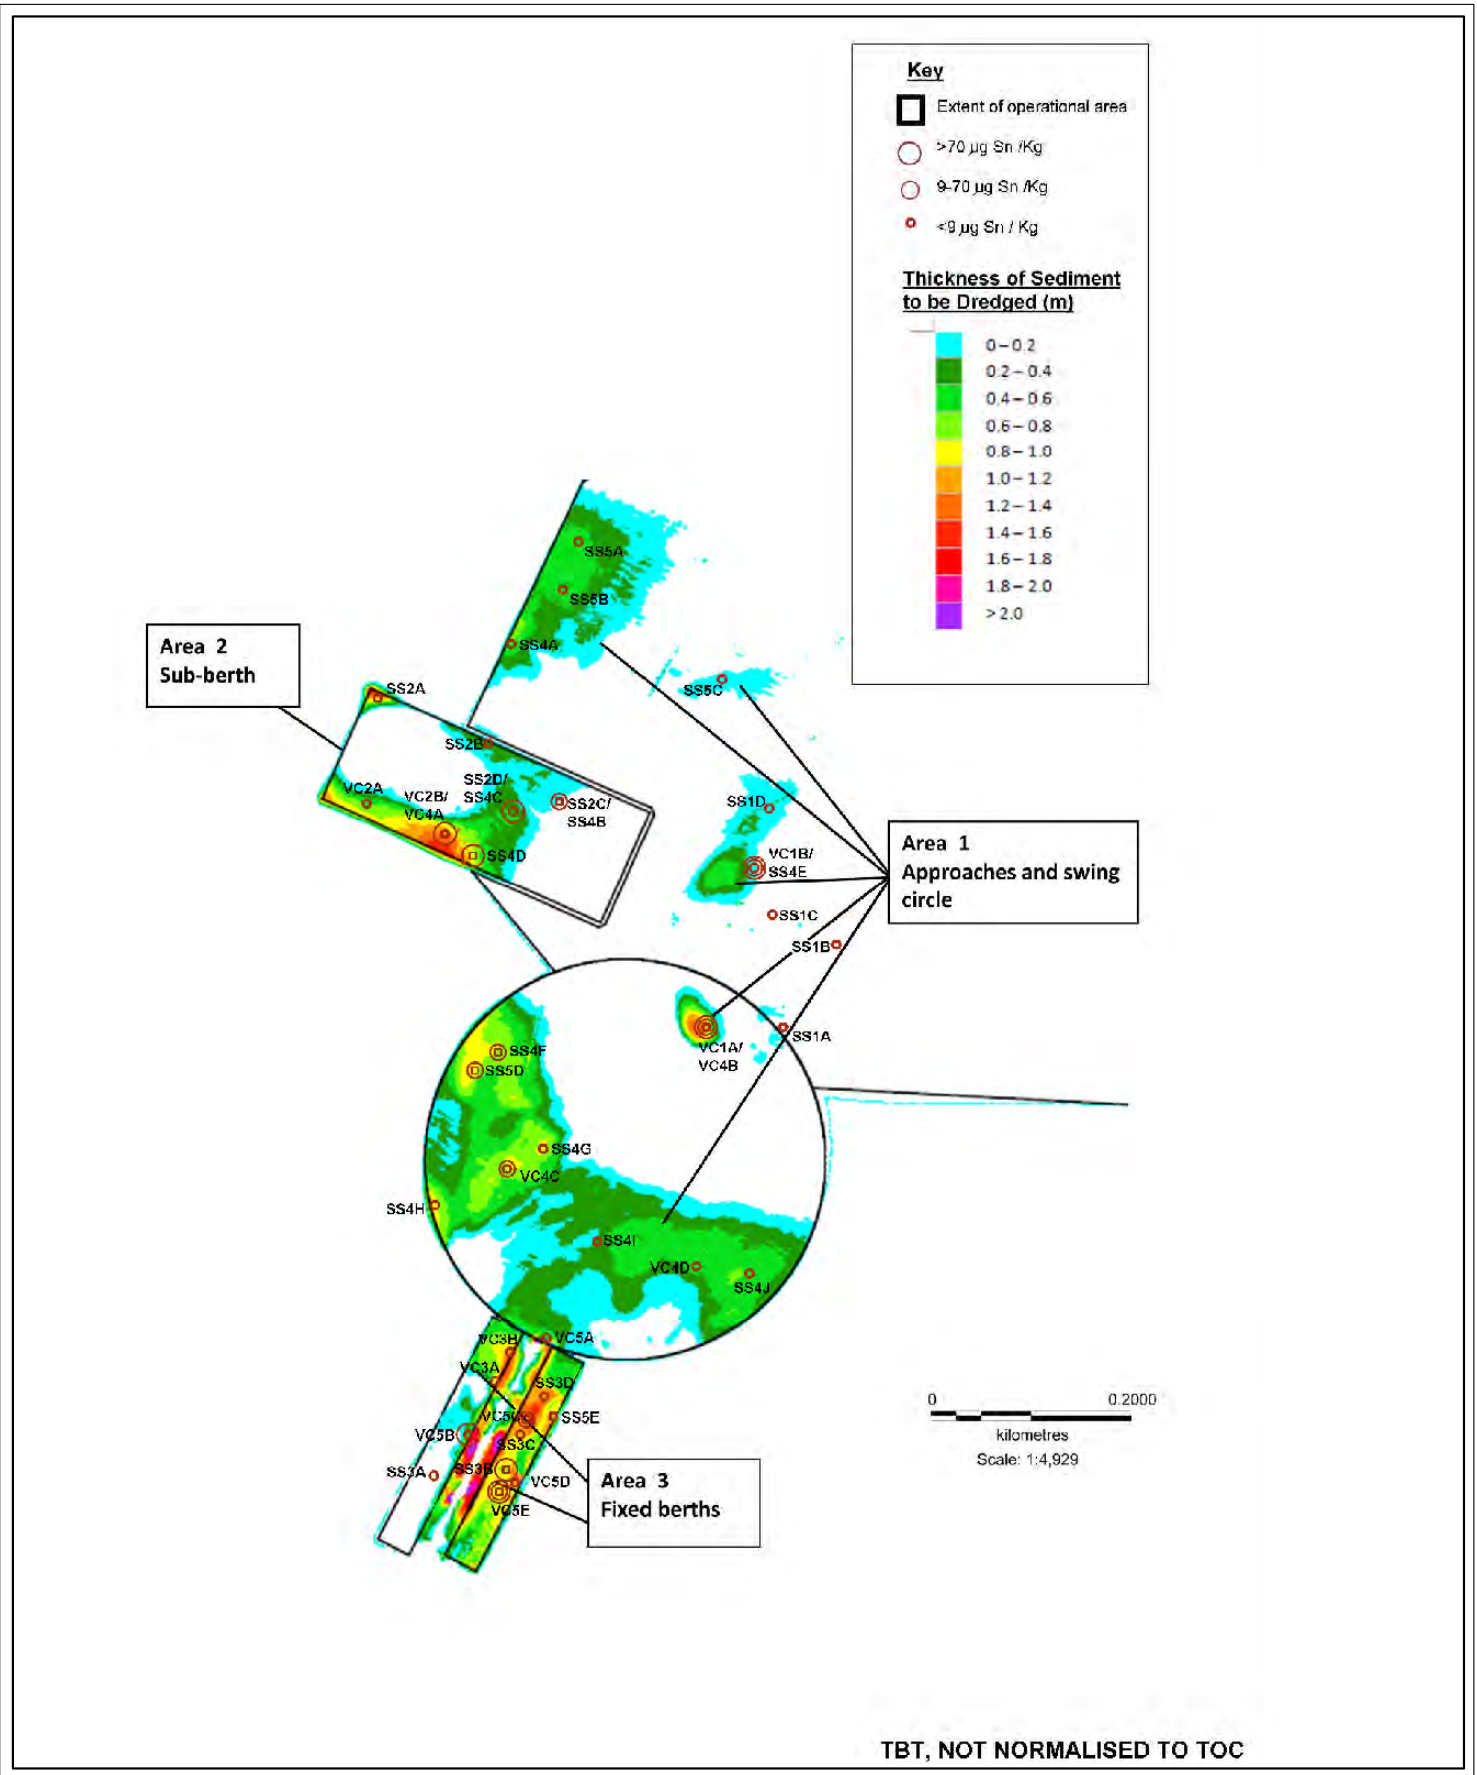 Key
Extent of operational area
>70 µg Sn /Kg
9-70 µg Sn /Kg
<9 µg Sn / Kg
Thickness of Sediment
to be Dredged (m)
0 – 0.2
0.2 – 0.4
0.4 – 0.6
0.6 – 0.8
0.8 – 1.0
1.0 – 1.2
1.2 – 1.4
1.4 – 1.6
1.6 – 1.8
1.8 – 2.0
> 2.0
SS5A
SS5B
SS4A
Area 2
Sub-berth
SS5C
SS2A
SS2B
VC2A
VC2B/
VC4A
SS2D/
SS4C
SS2C/
SS4B
SS4D
SS1D
VC1B/
SS4E
Area 1
Approaches and swing
circle
SS1C
SS1B
SS1A
VC1A/
VC4B
SS4F
SS5D
SS4G
VC4C
SS4H
SS4I
VC4D
SS4J
VC3B
VC5A
VC3A
SS3D
VC5C
SS5E
VC5B
SS3C
SS3A
SS3B
VC5D
VC5E
Area 3
Fixed berths
0 0.2000
kilometres
Scale: 1:4,929
TBT, NOT NORMALISED TO TOC